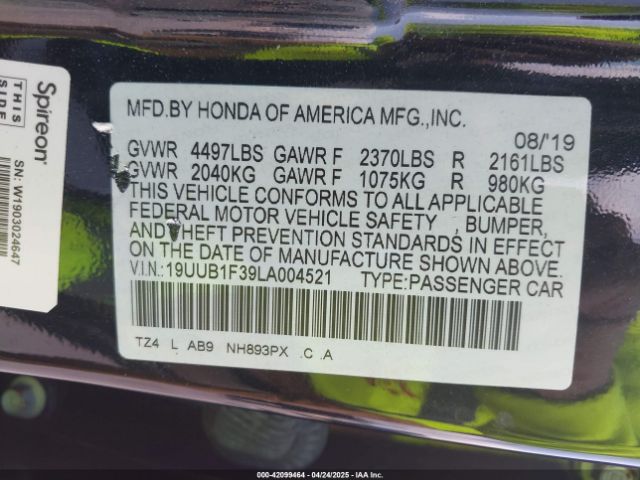 MFD.BY HONDA OF AMERICA MFG.,INC.
08/'19
GVWR 4497LBS GAWR F 2370LBS R 2161LBS
GVWR 2040KG GAWR F 1075KG R 980KG
THIS VEHICLE CONFORMS TO ALL APPLICABLE
FEDERAL MOTOR VEHICLE SAFETY , BUMPER,
AND THEFT PREVENTION STANDARDS IN EFFECT
ON THE DATE OF MANUFACTURE SHOWN ABOVE.
V.I.N.: 19UUB1F39LA004521 TYPE:PASSENGER CAR
TZ4 L AB9 NH893PX .C .A
THIS
SIDE
Spireon
SN: W1903024647
000-42099464 - 04/24/2025 - IAA Inc.